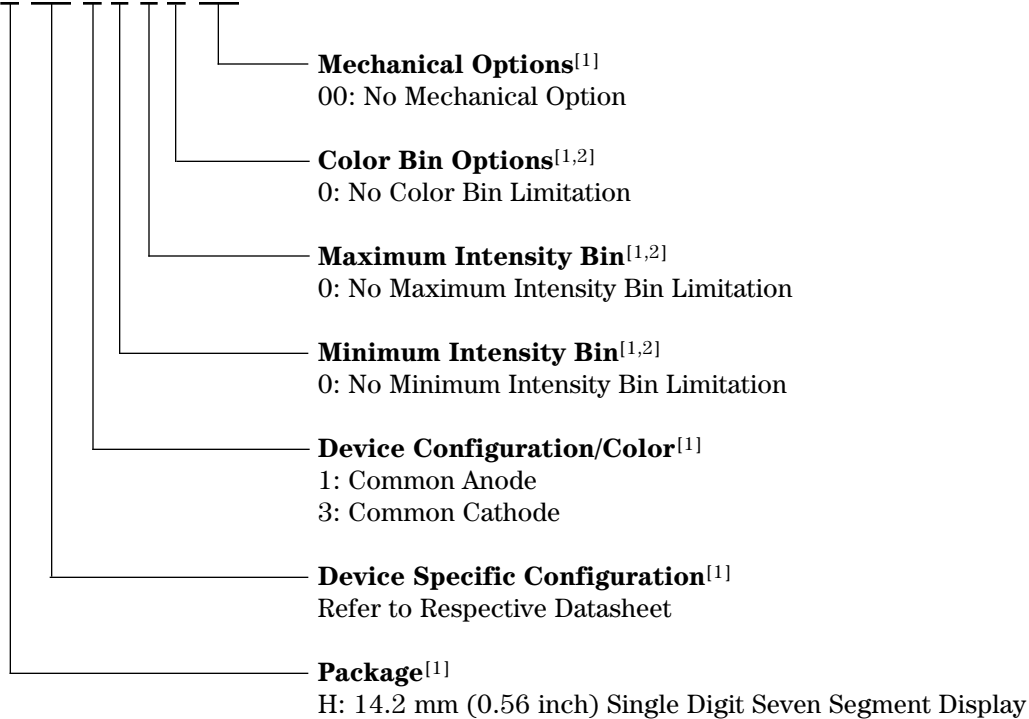 Mechanical Options[1]
00: No Mechanical Option
Color Bin Options[1,2]
0: No Color Bin Limitation
Maximum Intensity Bin[1,2]
0: No Maximum Intensity Bin Limitation
Minimum Intensity Bin[1,2]
0: No Minimum Intensity Bin Limitation
Device Configuration/Color[1]
1: Common Anode
3: Common Cathode
Device Specific Configuration[1]
Refer to Respective Datasheet
Package[1]
H: 14.2 mm (0.56 inch) Single Digit Seven Segment Display